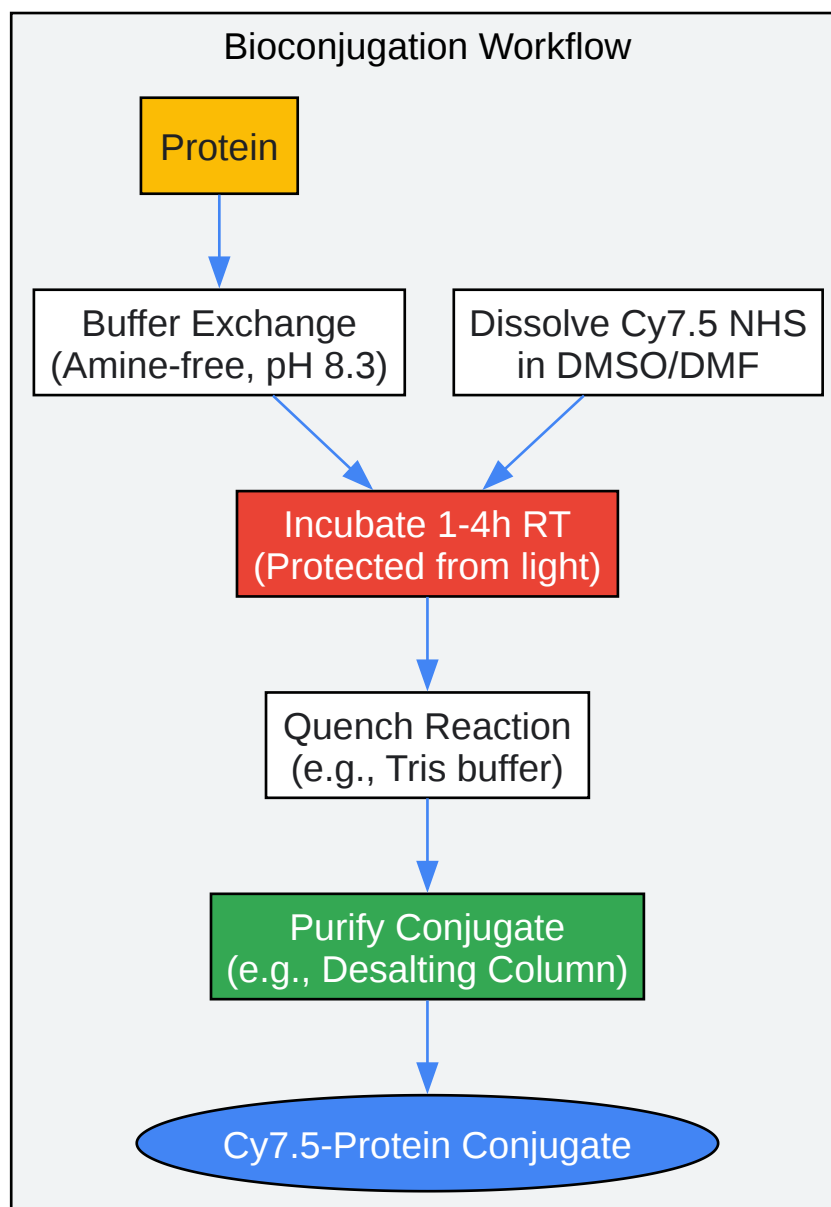 Bioconjugation Workflow
Protein
Buffer Exchange
(Amine-free, pH 8.3)
Dissolve Cy7.5 NHS
in DMSO/DMF
Incubate 1-4h RT
(Protected from light)
Quench Reaction
(e.g., Tris buffer)
Purify Conjugate
(e.g., Desalting Column)
Cy7.5-Protein Conjugate